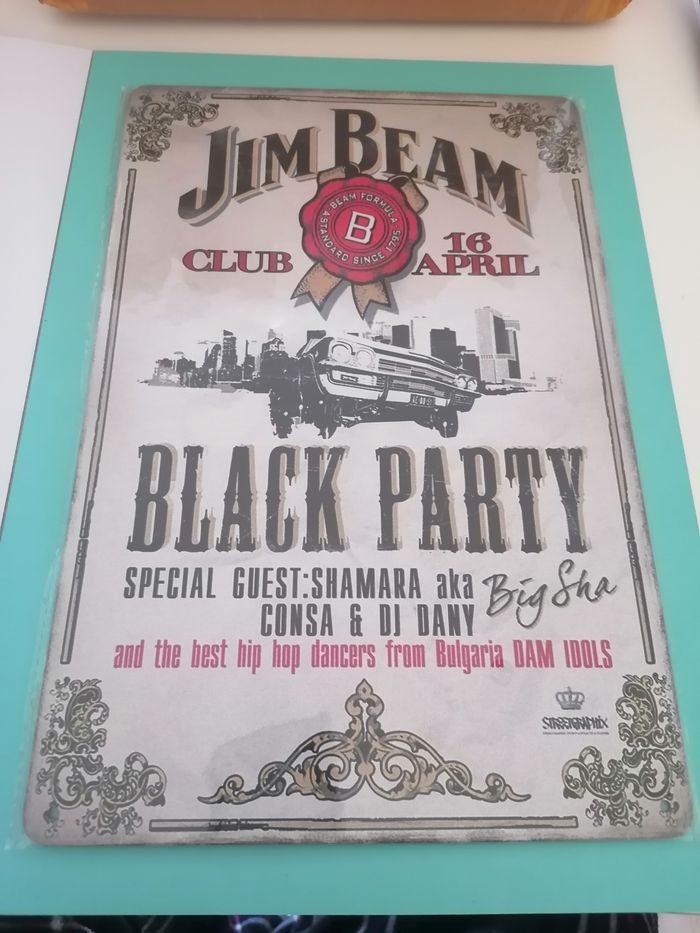 JIM BEAM
BEAM FORMULA
B
A STANDARD SINCE 1795
CLUB
16
APRIL
BLACK PARTY
SPECIAL GUEST:SHAMARA aka Big Sha
CONSA & DJ DANY
and the best hip hop dancers from Bulgaria DAM IDOLS
STREETGRAPHIX